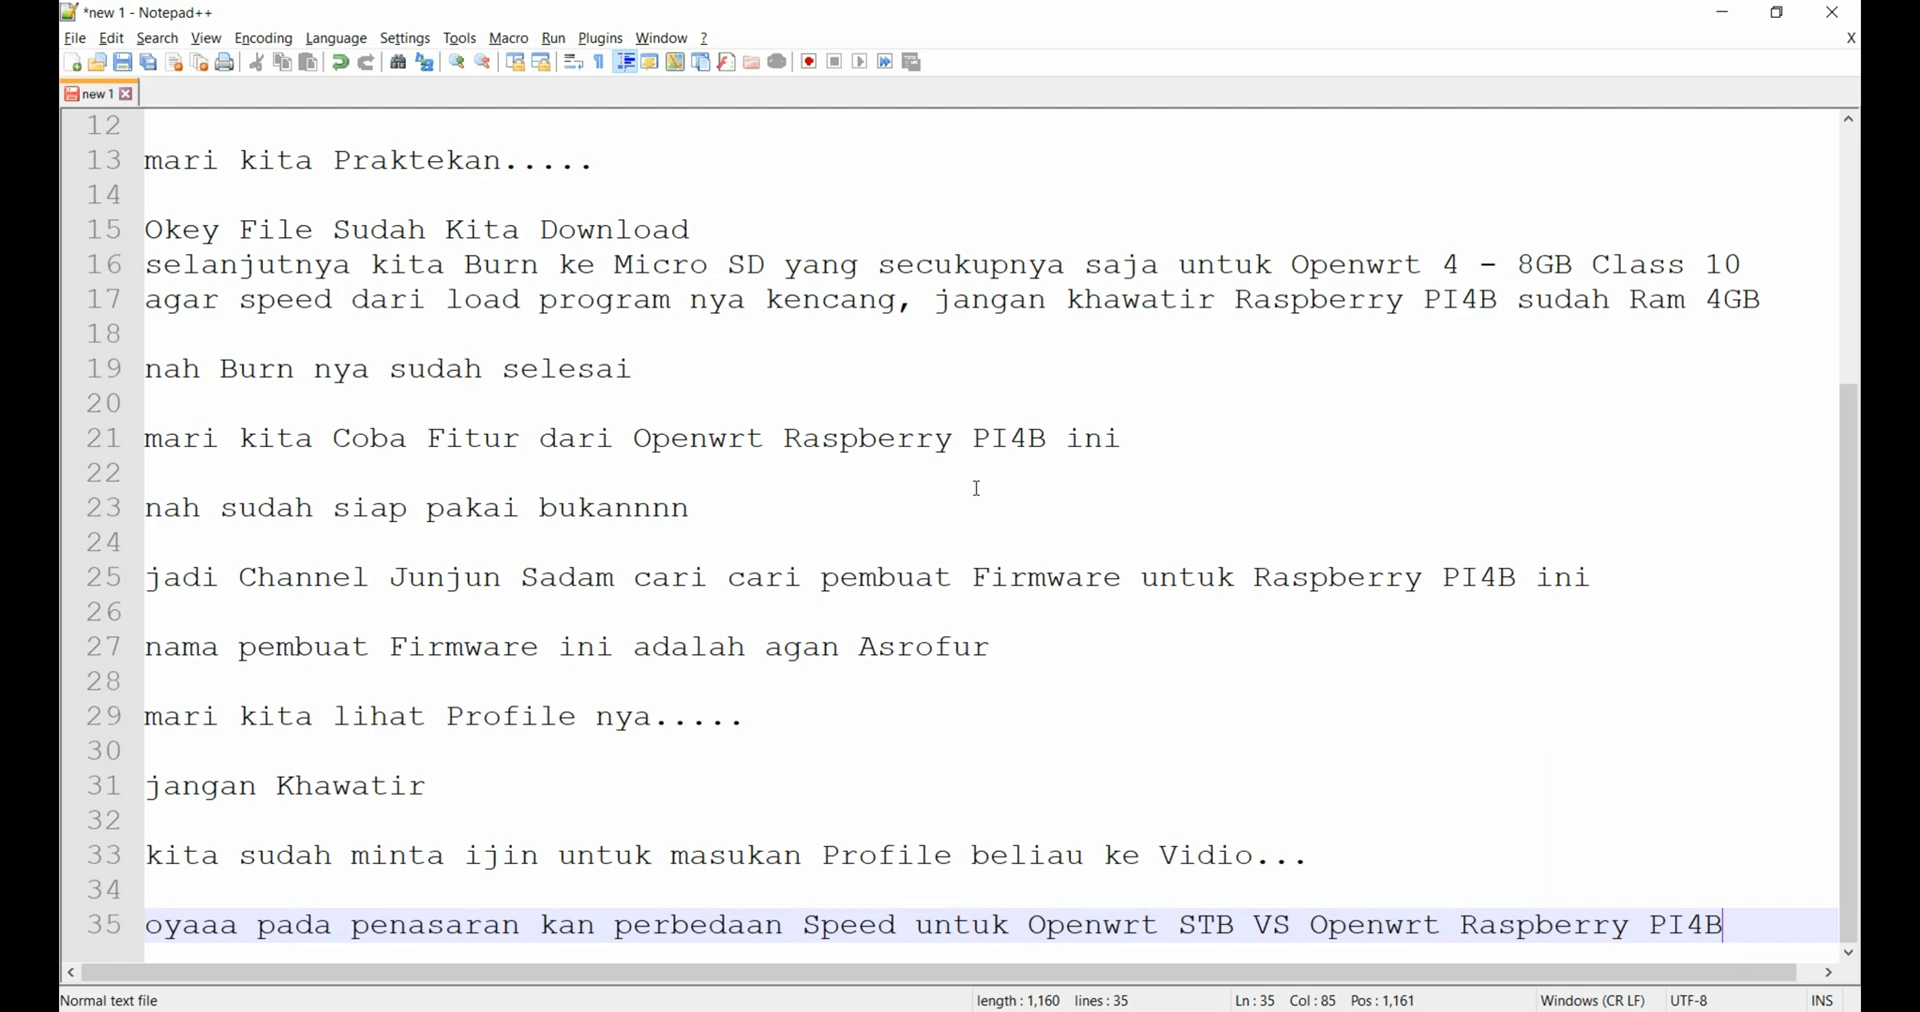 *new 1 - Notepad++
File Edit Search View Encoding Language Settings Tools Macro Run Plugins Window ? X
new 1
12
13 mari kita Praktekan.....
14
15 Okey File Sudah Kita Download
16 selanjutnya kita Burn ke Micro SD yang secukupnya saja untuk Openwrt 4 - 8GB Class 10
17 agar speed dari load program nya kencang, jangan khawatir Raspberry PI4B sudah Ram 4GB
18
19 nah Burn nya sudah selesai
20
21 mari kita Coba Fitur dari Openwrt Raspberry PI4B ini
22
23 nah sudah siap pakai bukannnn
24
25 jadi Channel Junjun Sadam cari cari pembuat Firmware untuk Raspberry PI4B ini
26
27 nama pembuat Firmware ini adalah agan Asrofur
28
29 mari kita lihat Profile nya.....
30
31 jangan Khawatir
32
33 kita sudah minta ijin untuk masukan Profile beliau ke Vidio...
34
35 oyaaa pada penasaran kan perbedaan Speed untuk Openwrt STB VS Openwrt Raspberry PI4B
Normal text file length : 1,160 lines : 35 Ln : 35 Col : 85 Pos : 1,161 Windows (CR LF) UTF-8 INS